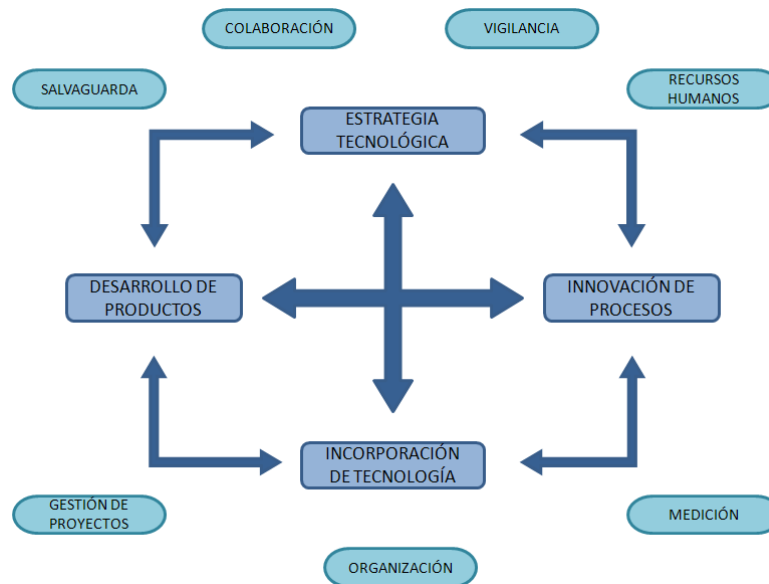 COLABORACIÓN
VIGILANCIA
SALVAGUARDA
RECURSOS
HUMANOS
ESTRATEGIA
TECNOLÓGICA
DESARROLLO DE
PRODUCTOS
INNOVACIÓN DE
PROCESOS
INCORPORACIÓN
DE TECNOLOGÍA
GESTIÓN DE
PROYECTOS
MEDICIÓN
ORGANIZACIÓN